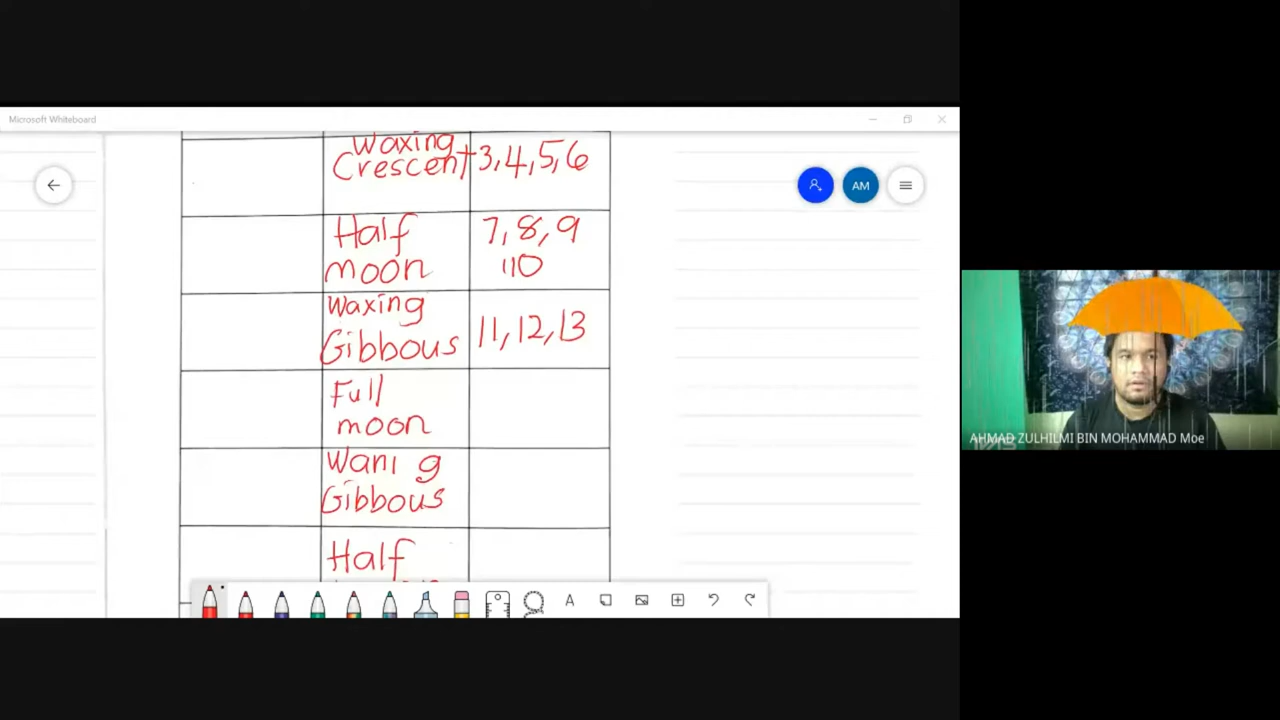 Microsoft Whiteboard
Waxing
Crescent 3,4,5,6
AM
Half 7,8,9
moon ,10
Waxing
Gibbous 11,12,13
Full
moon
Wani g
Gibbous
Half
A
AHMAD ZULHILMI BIN MOHAMMAD Moe